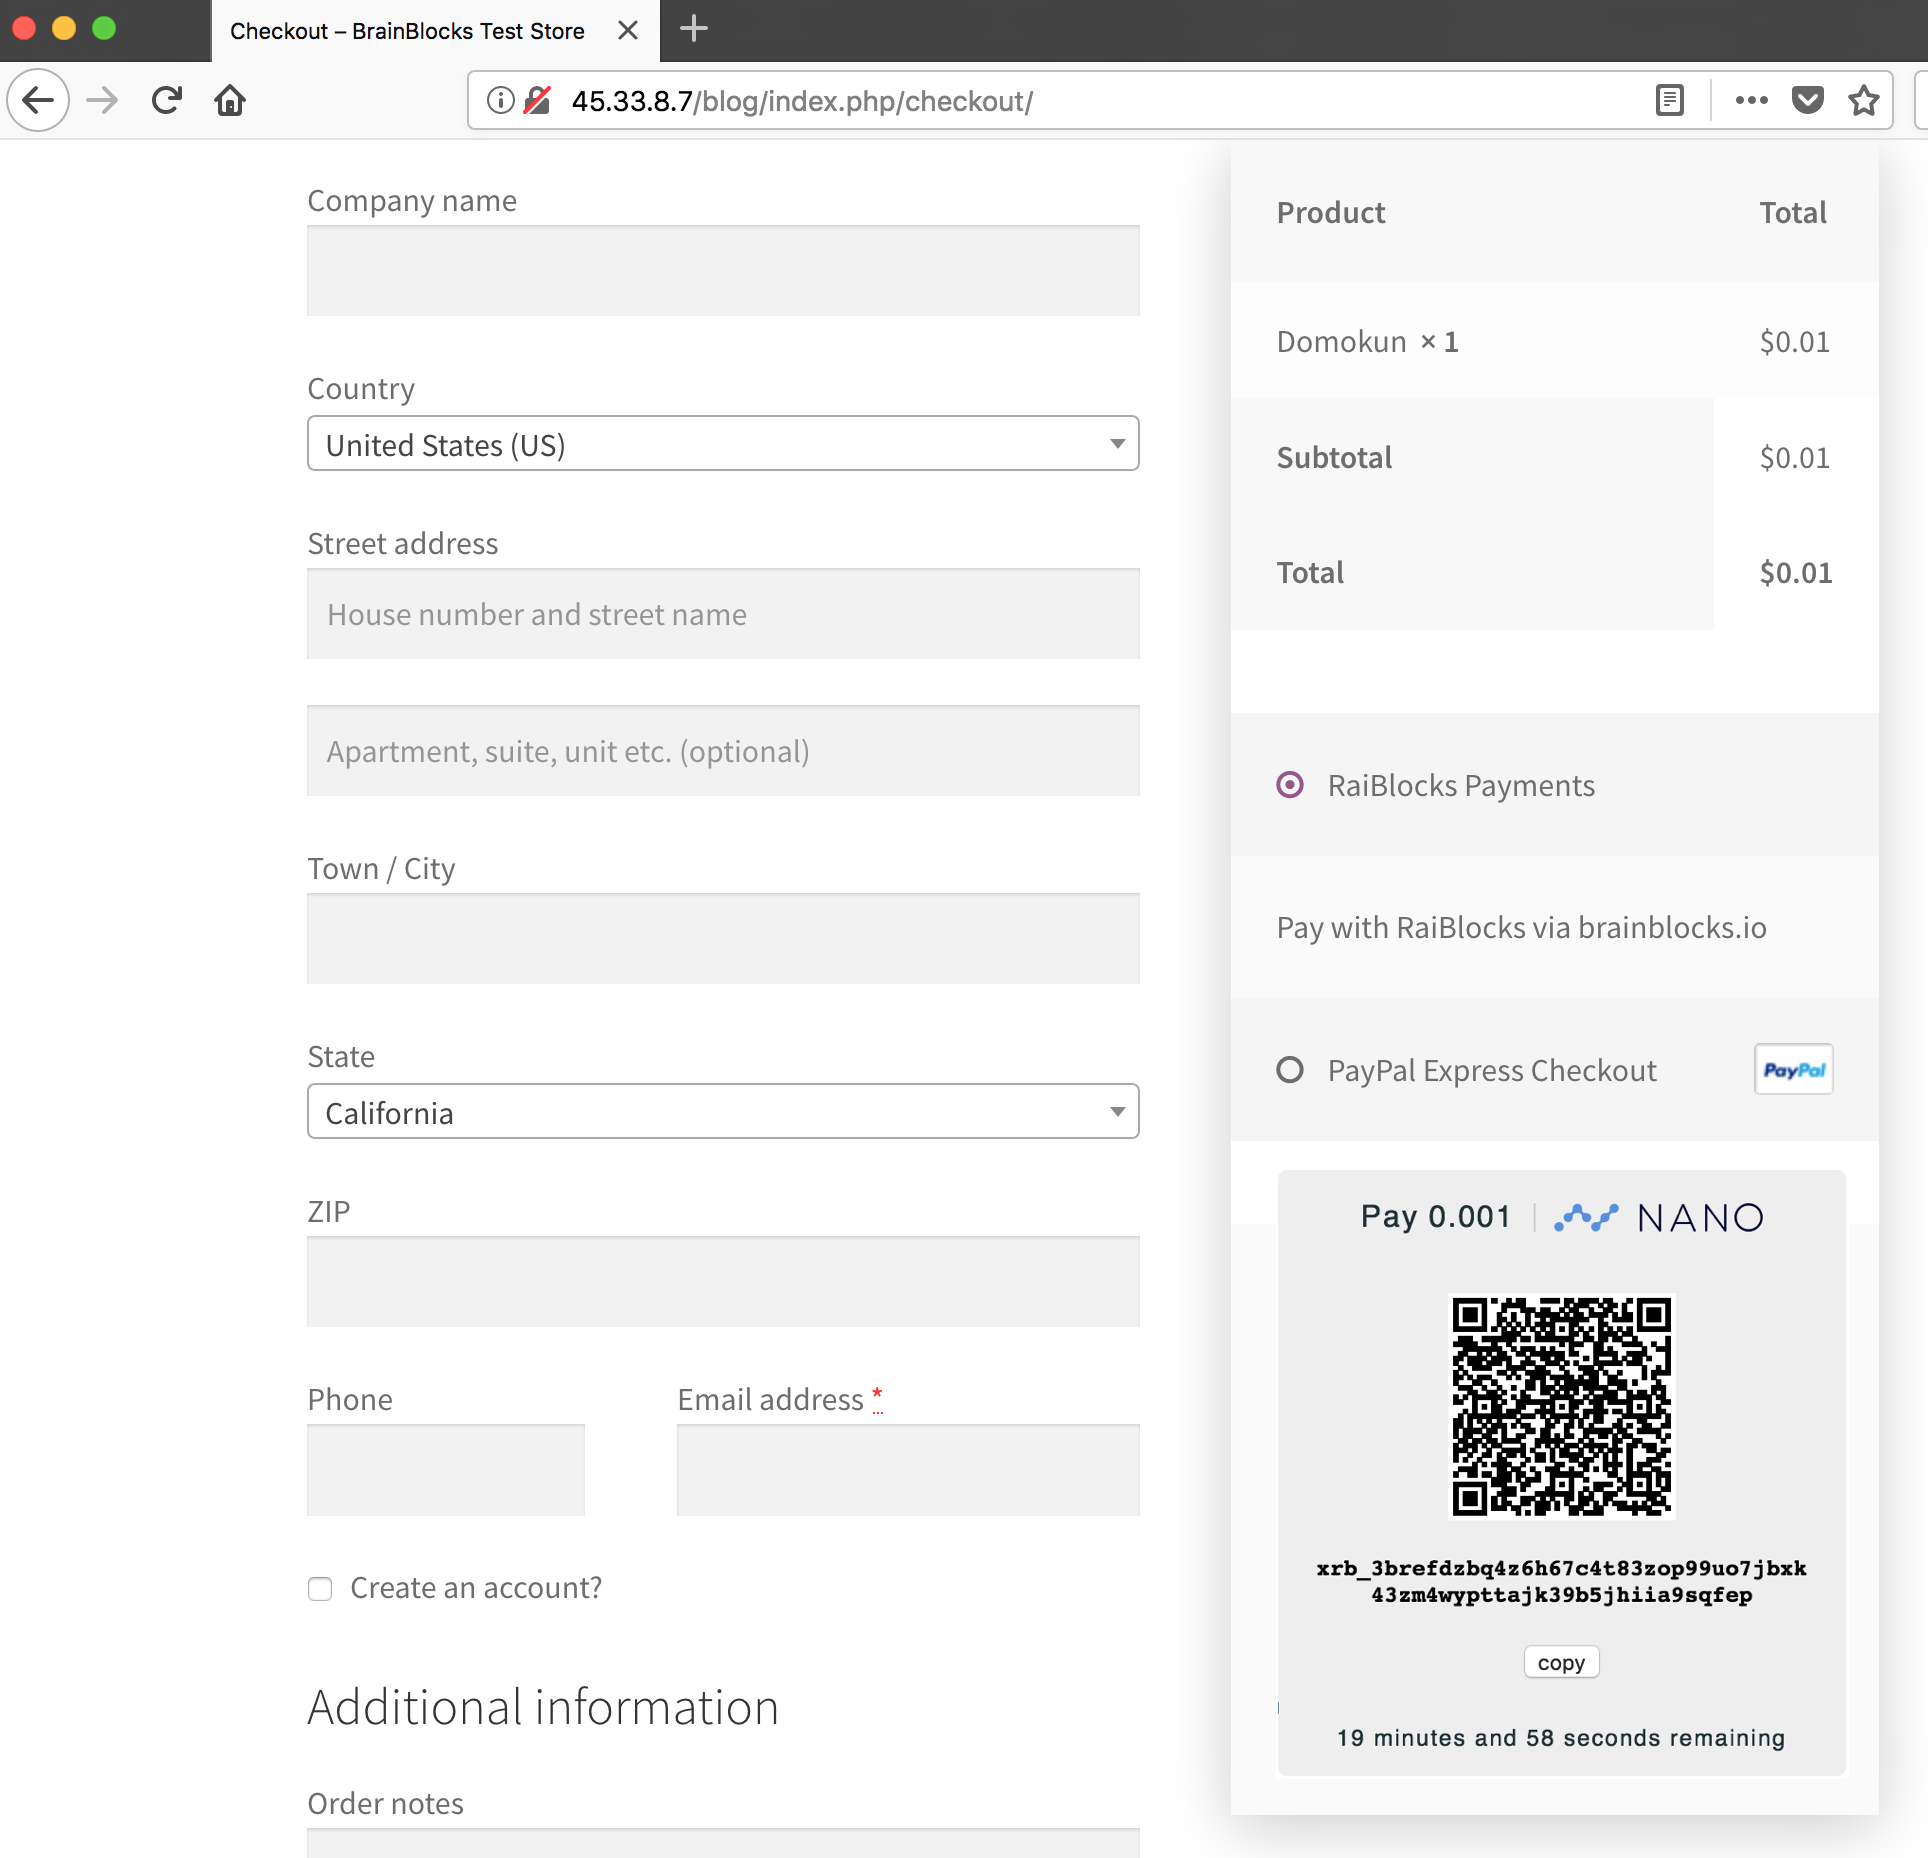 Checkout – BrainBlocks Test Store
45.33.8.7/blog/index.php/checkout/
Company name
Country
United States (US)
Street address
House number and street name
Apartment, suite, unit etc. (optional)
Town / City
State
California
ZIP
Phone
Email address *
Create an account?
Additional information
Order notes
Product Total
Domokun × 1 $0.01
Subtotal $0.01
Total $0.01
RaiBlocks Payments
Pay with RaiBlocks via brainblocks.io
PayPal Express Checkout PayPal
Pay 0.001 | NANO
xrb_3brefdzbq4z6h67c4t83zop99uo7jbxk
43zm4wypttajk39b5jhiia9sqfep
copy
19 minutes and 58 seconds remaining